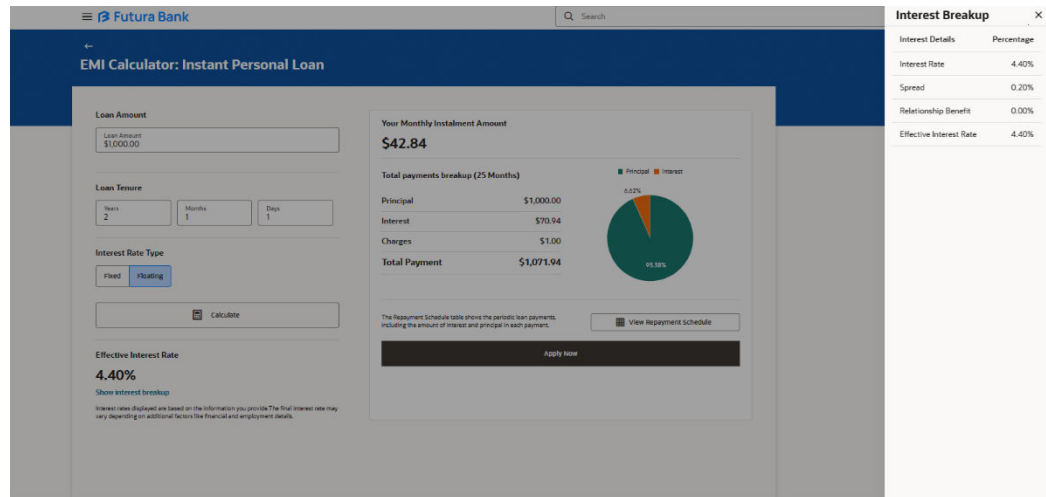 Futura Bank
Search
EMI Calculator: Instant Personal Loan
Loan Amount
Loan Amount
$1,000.00
Loan Tenure
Years
2
Months
1
Days
1
Interest Rate Type
Fixed
Floating
Calculate
Effective Interest Rate
4.40%
Show interest breakup
Interest rates displayed are based on the information you provide.The final interest rate may
vary depending on additional factors like financial and employment details.
Your Monthly Instalment Amount
$42.84
Total payments breakup (25 Months)
Principal $1,000.00
Interest $70.94
Charges $1.00
Total Payment $1,071.94
Principal Interest
6.62%
93.38%
The Repayment Schedule table shows the periodic loan payments,
including the amount of interest and principal in each payment.
View Repayment Schedule
Apply Now
Interest Breakup
Interest Details Percentage
Interest Rate 4.40%
Spread 0.20%
Relationship Benefit 0.00%
Effective Interest Rate 4.40%